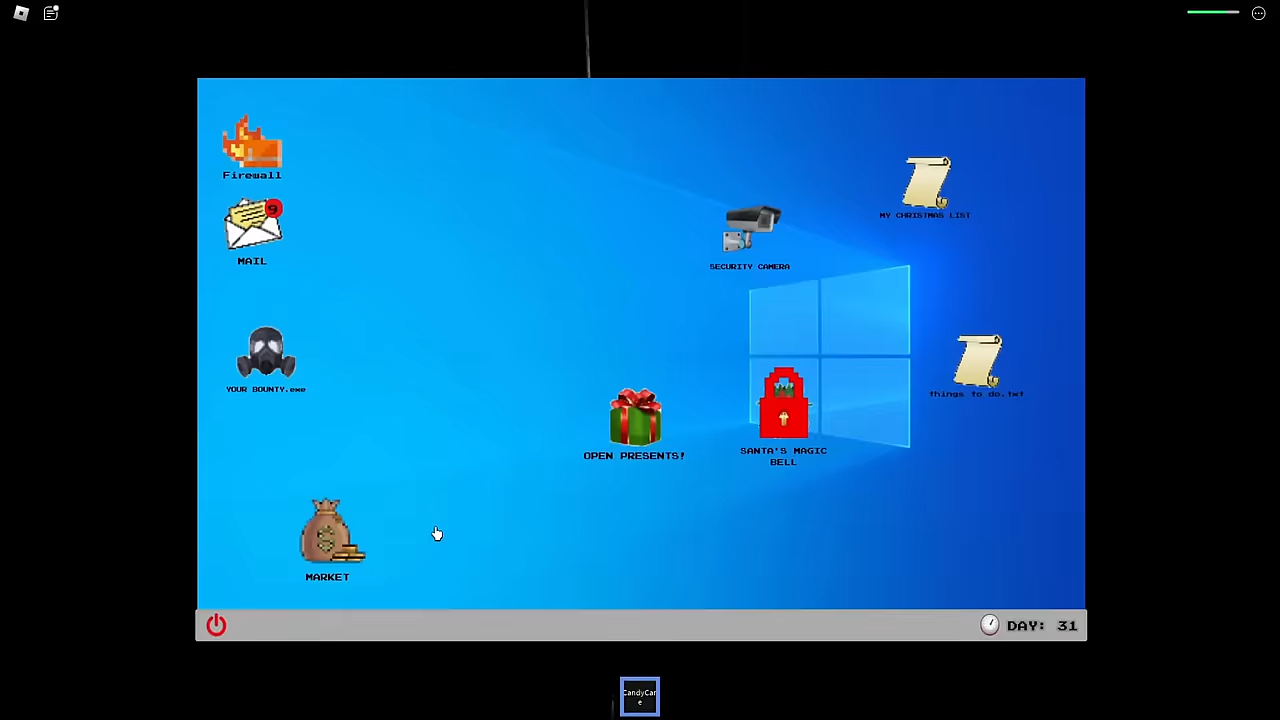 Firewall
9
MAIL
YOUR BOUNTY.exe
MARKET
OPEN PRESENTS!
SECURITY CAMERA
SANTA'S MAGIC
BELL
MY CHRISTMAS LIST
things to do.txt
DAY: 31
CandyCan
e